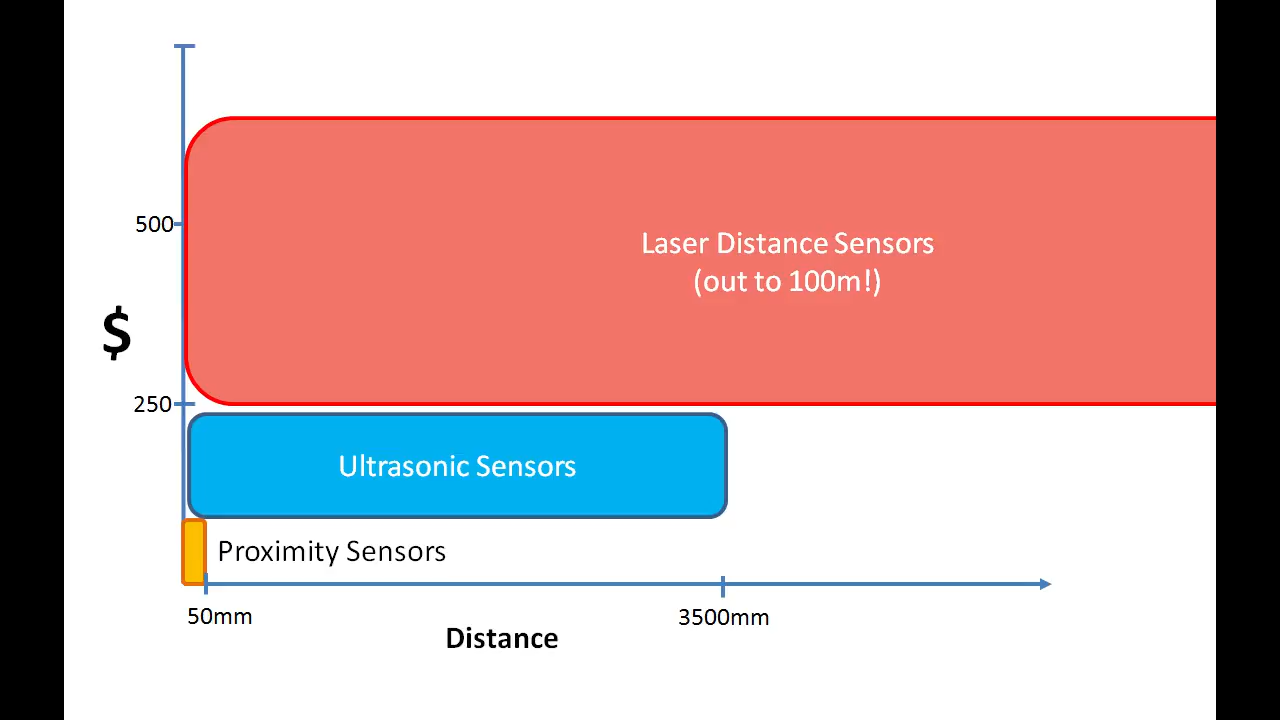 500
Laser Distance Sensors
(out to 100m!)
$
250
Ultrasonic Sensors
Proximity Sensors
50mm
3500mm
Distance